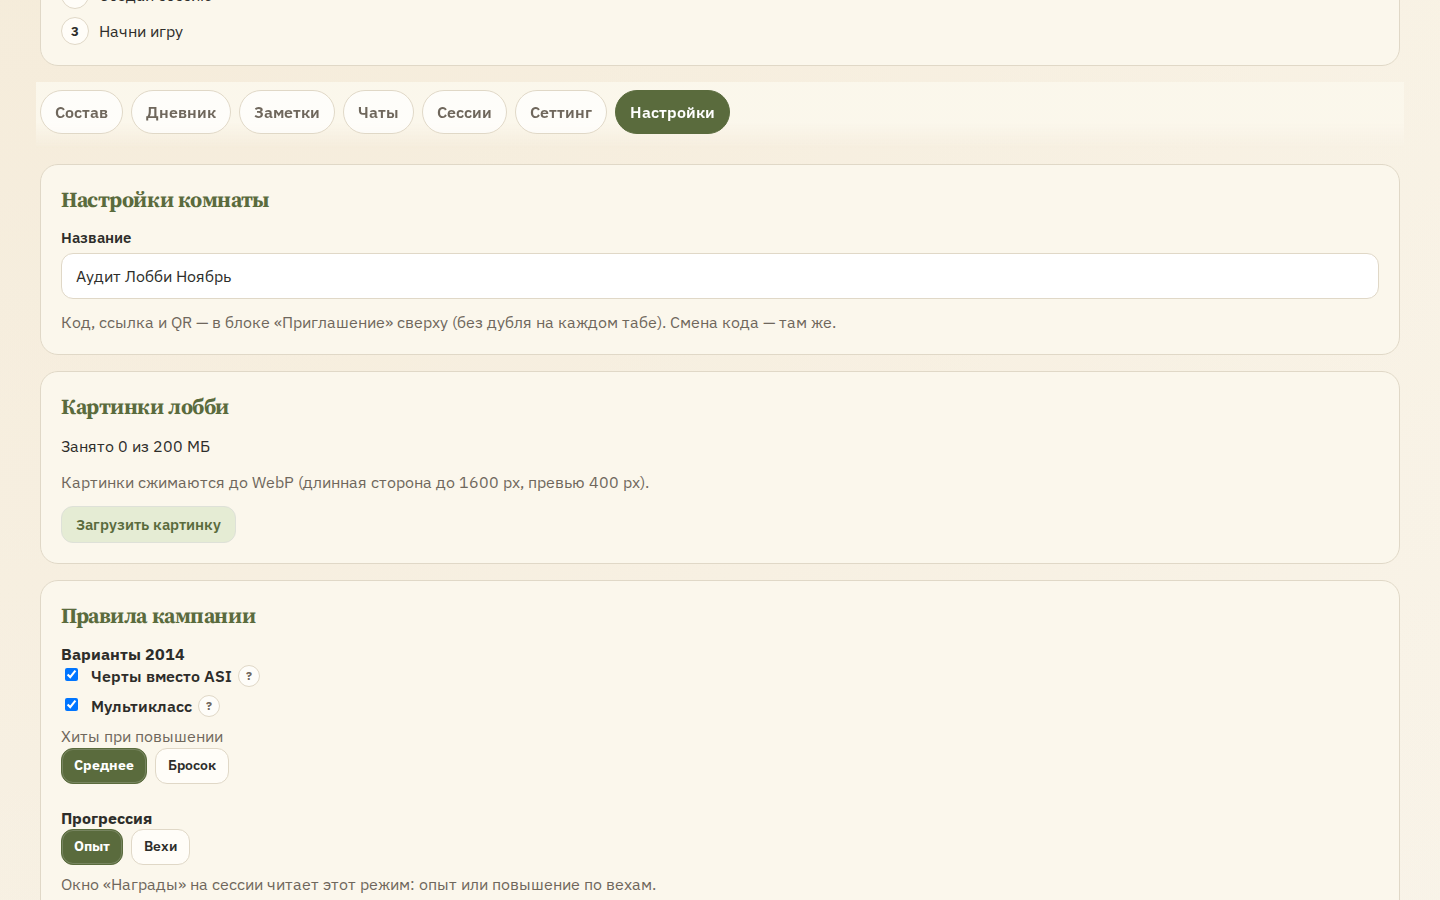 3 Начни игру
Состав Дневник Заметки Чаты Сессии Сеттинг Настройки
Настройки комнаты
Название
Аудит Лобби Ноябрь
Код, ссылка и QR — в блоке «Приглашение» сверху (без дубля на каждом табе). Смена кода — там же.
Картинки лобби
Занято 0 из 200 МБ
Картинки сжимаются до WebP (длинная сторона до 1600 px, превью 400 px).
Загрузить картинку
Правила кампании
Варианты 2014
Черты вместо ASI ?
Мультикласс ?
Хиты при повышении
Среднее Бросок
Прогрессия
Опыт Вехи
Окно «Награды» на сессии читает этот режим: опыт или повышение по вехам.